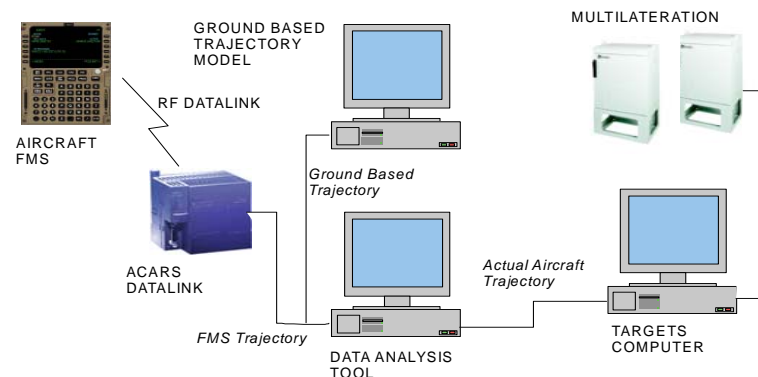 GROUND BASED
TRAJECTORY
MODEL
MULTILATERATION
RF DATALINK
AIRCRAFT
FMS
Ground Based
Trajectory
ACARS
DATALINK
Actual Aircraft
Trajectory
FMS Trajectory
DATA ANALYSIS
TOOL
TARGETS
COMPUTER